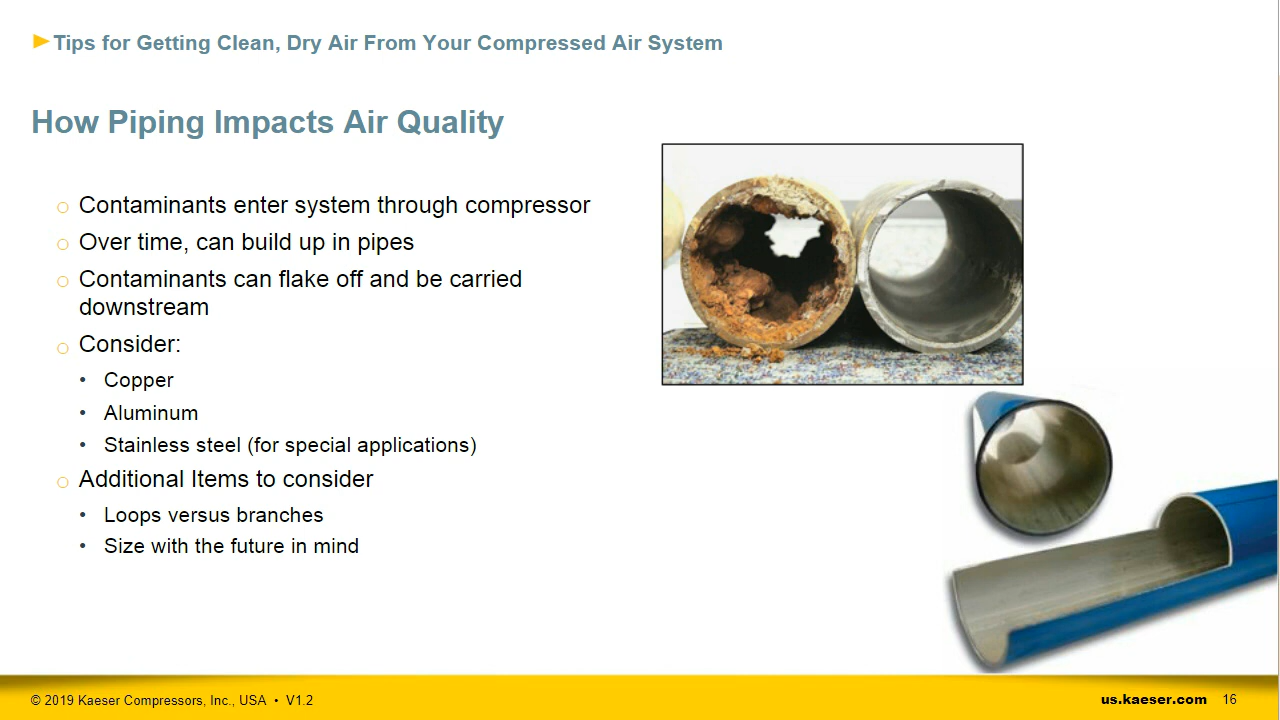 Tips for Getting Clean, Dry Air From Your Compressed Air System
How Piping Impacts Air Quality
Contaminants enter system through compressor
Over time, can build up in pipes
Contaminants can flake off and be carried
downstream
Consider:
• Copper
• Aluminum
• Stainless steel (for special applications)
Additional Items to consider
• Loops versus branches
• Size with the future in mind
© 2019 Kaeser Compressors, Inc., USA • V1.2
us.kaeser.com 16